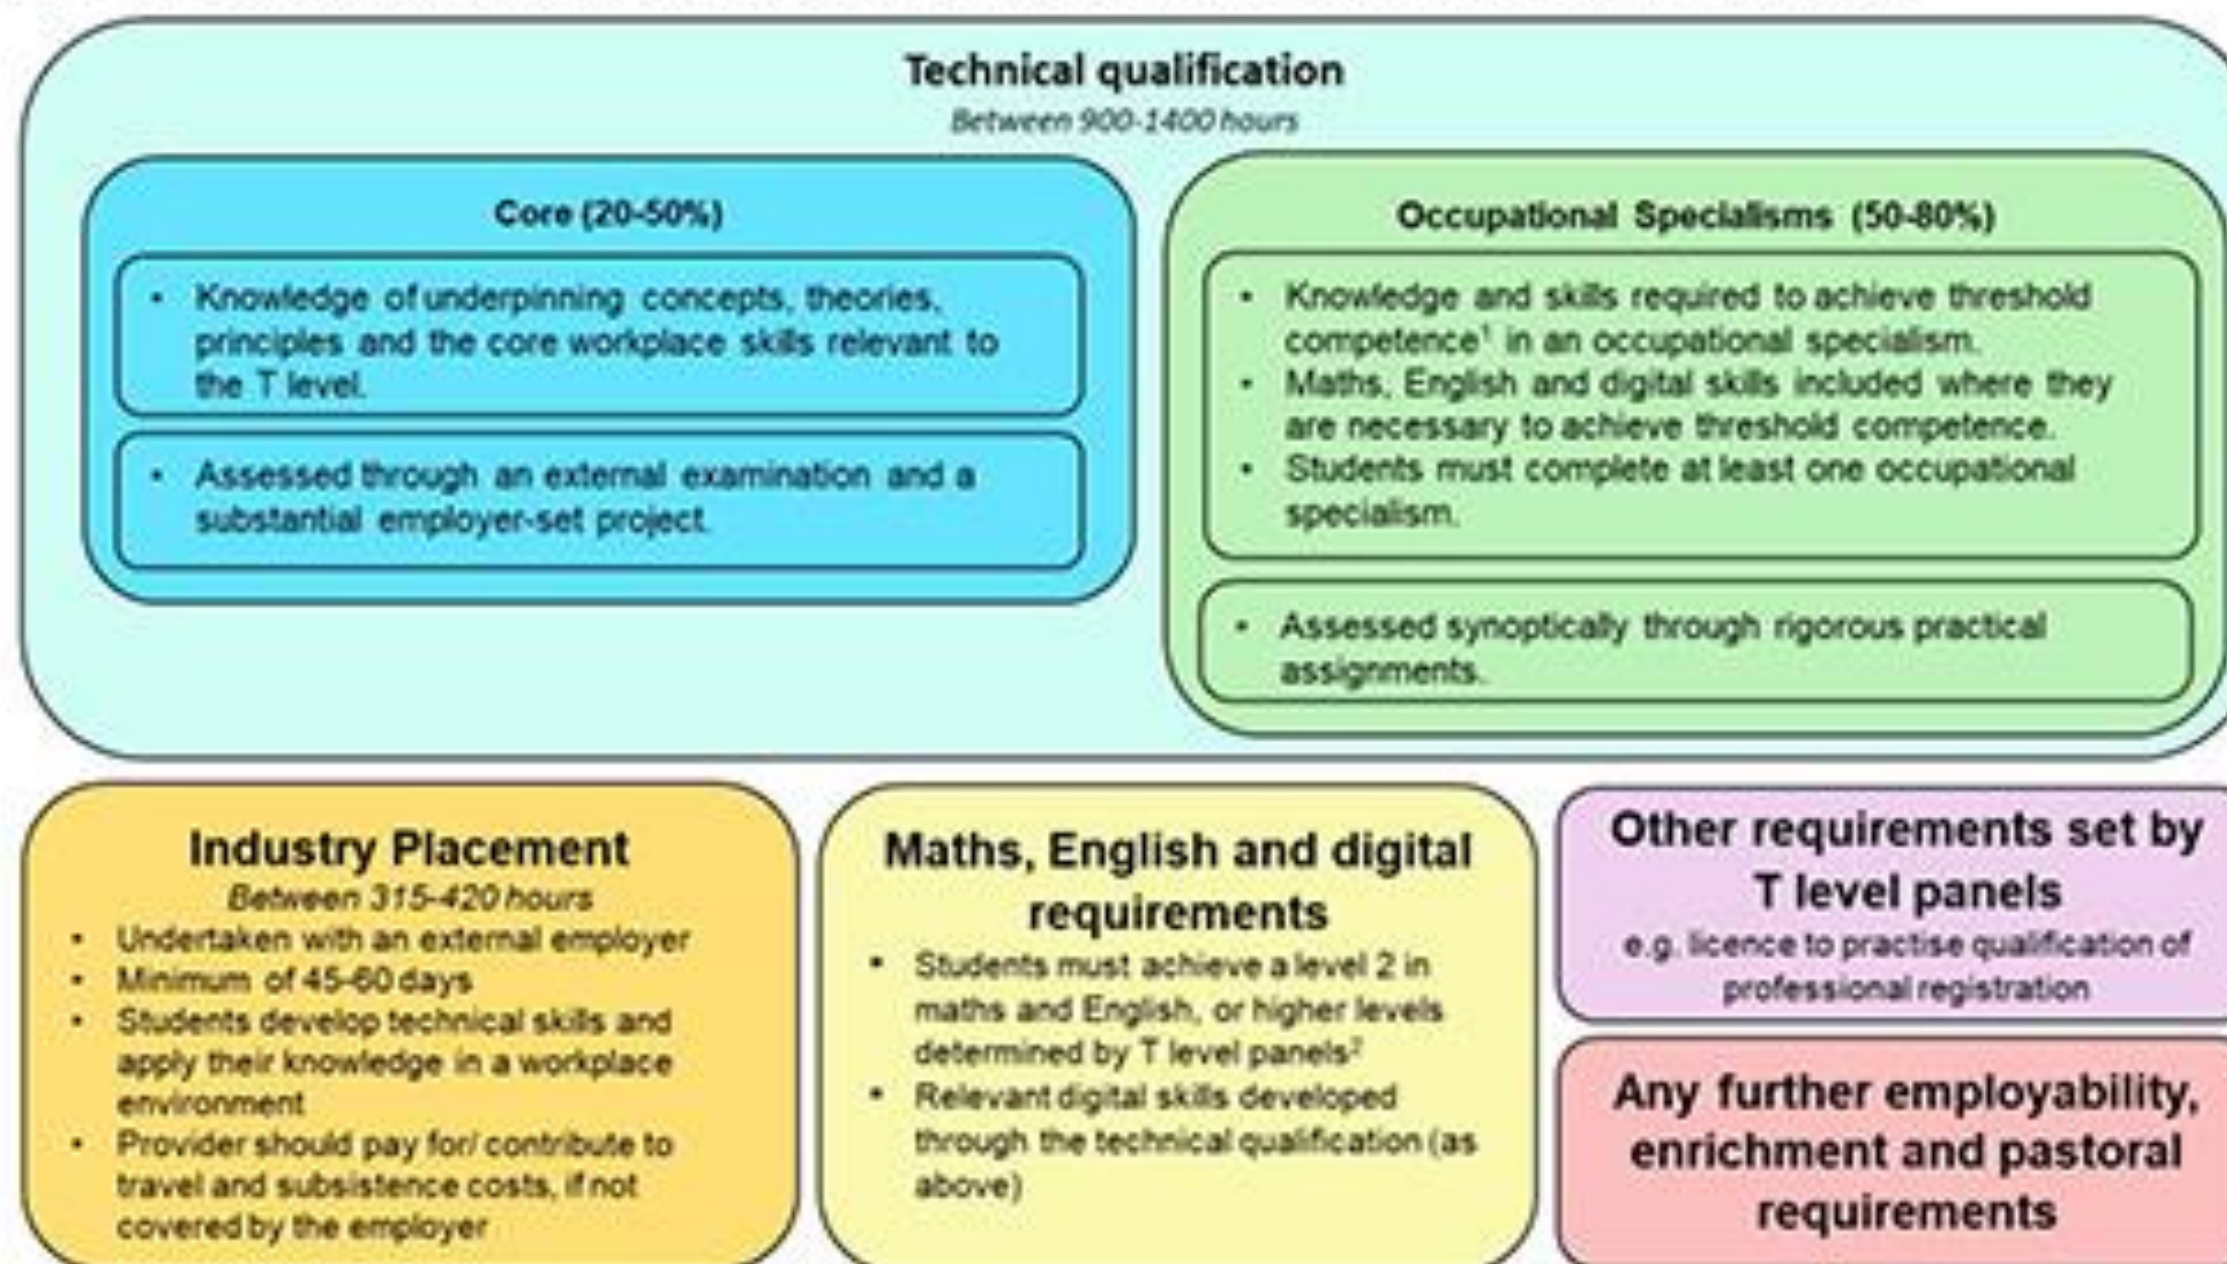 Technical qualification
Between 900-1400 hours
Core (20-50%)
• Knowledge of underpinning concepts, theories,
principles and the core workplace skills relevant to
the T level.
• Assessed through an external examination and a
substantial employer-set project.
Occupational Specialisms (50-80%)
• Knowledge and skills required to achieve threshold
competence¹ in an occupational specialism.
• Maths, English and digital skills included where they
are necessary to achieve threshold competence.
• Students must complete at least one occupational
specialism.
• Assessed synoptically through rigorous practical
assignments.
Industry Placement
Between 315-420 hours
• Undertaken with an external employer
• Minimum of 45-60 days
• Students develop technical skills and
apply their knowledge in a workplace
environment
• Provider should pay for/ contribute to
travel and subsistence costs, if not
covered by the employer
Maths, English and digital
requirements
• Students must achieve a level 2 in
maths and English, or higher levels
determined by T level panels²
• Relevant digital skills developed
through the technical qualification (as
above)
Other requirements set by
T level panels
e.g. licence to practise qualification of
professional registration
Any further employability,
enrichment and pastoral
requirements